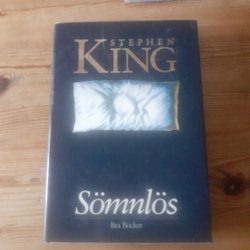 STEPHEN
KING
Sömnlös
Bra Böcker